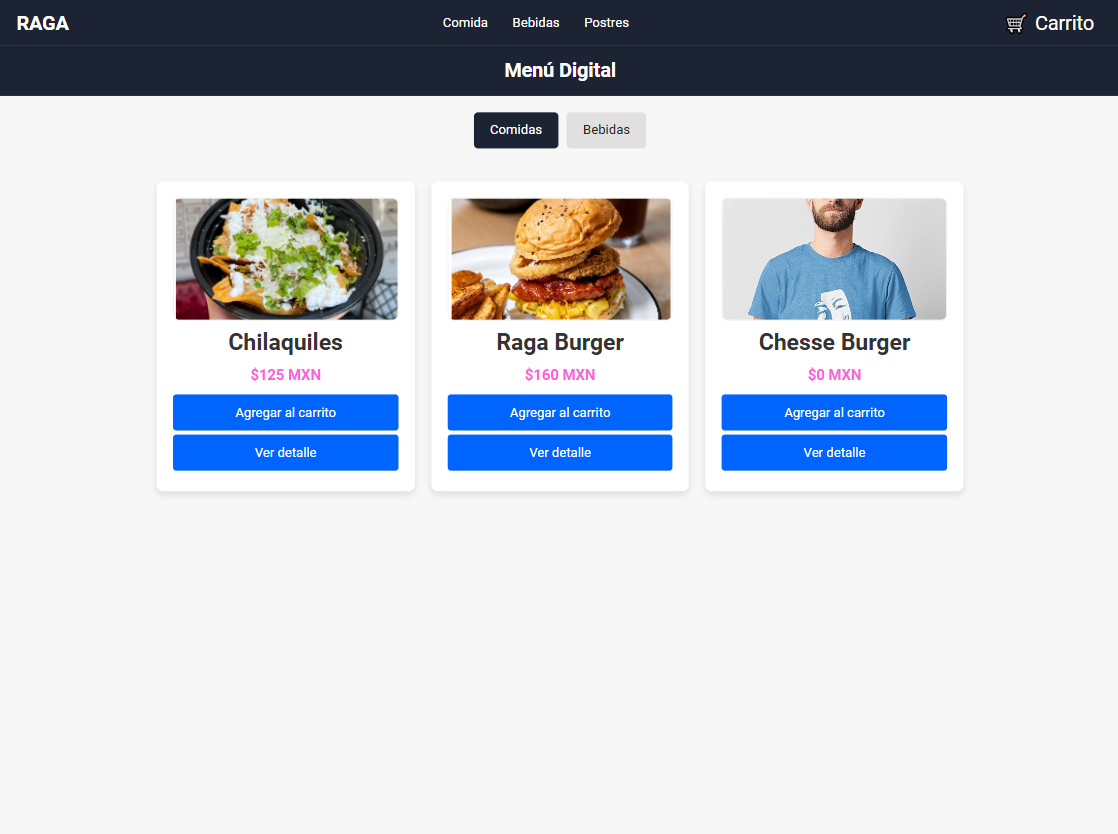 RAGA
Comida Bebidas Postres
Carrito
Menú Digital
Comidas Bebidas
Chilaquiles
$125 MXN
Agregar al carrito
Ver detalle
Raga Burger
$160 MXN
Agregar al carrito
Ver detalle
Chesse Burger
$0 MXN
Agregar al carrito
Ver detalle